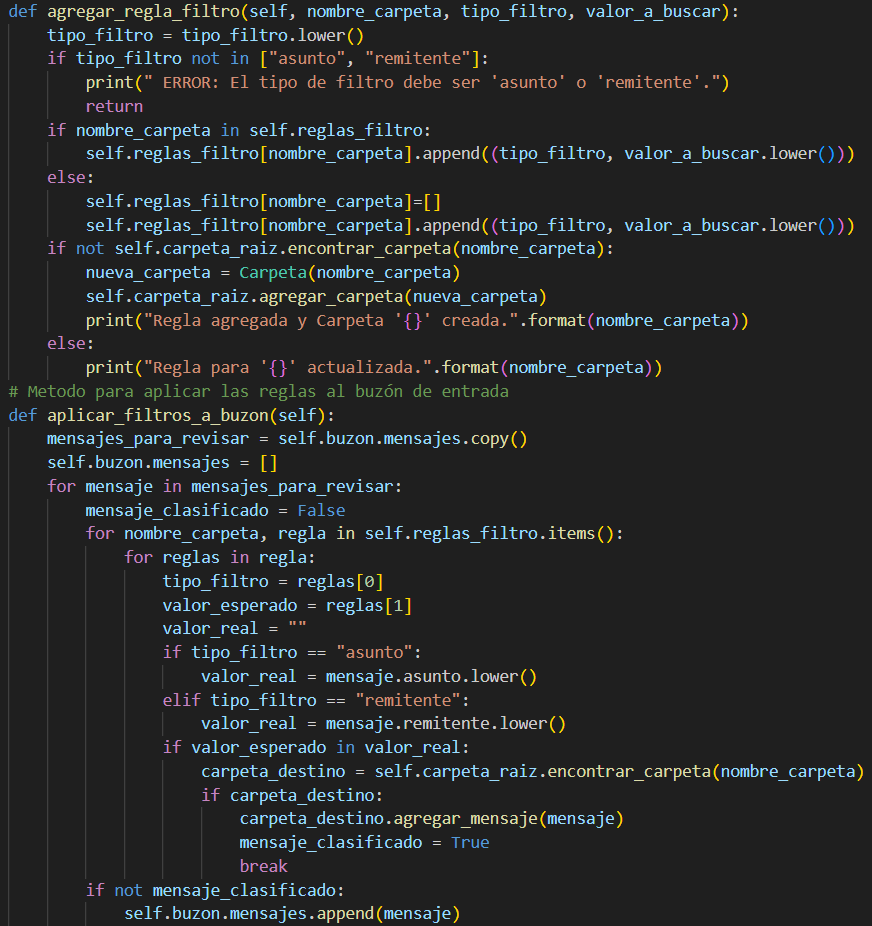 def agregar_regla_filtro(self, nombre_carpeta, tipo_filtro, valor_a_buscar):
    tipo_filtro = tipo_filtro.lower()
    if tipo_filtro not in ["asunto", "remitente"]:
        print(" ERROR: El tipo de filtro debe ser 'asunto' o 'remitente'.")
        return
    if nombre_carpeta in self.reglas_filtro:
        self.reglas_filtro[nombre_carpeta].append((tipo_filtro, valor_a_buscar.lower()))
    else:
        self.reglas_filtro[nombre_carpeta]=[]
        self.reglas_filtro[nombre_carpeta].append((tipo_filtro, valor_a_buscar.lower()))
    if not self.carpeta_raiz.encontrar_carpeta(nombre_carpeta):
        nueva_carpeta = Carpeta(nombre_carpeta)
        self.carpeta_raiz.agregar_carpeta(nueva_carpeta)
        print("Regla agregada y Carpeta '{}' creada.".format(nombre_carpeta))
    else:
        print("Regla para '{}' actualizada.".format(nombre_carpeta))
# Metodo para aplicar las reglas al buzón de entrada
def aplicar_filtros_a_buzon(self):
    mensajes_para_revisar = self.buzon.mensajes.copy()
    self.buzon.mensajes = []
    for mensaje in mensajes_para_revisar:
        mensaje_clasificado = False
        for nombre_carpeta, regla in self.reglas_filtro.items():
            for reglas in regla:
                tipo_filtro = reglas[0]
                valor_esperado = reglas[1]
                valor_real = ""
                if tipo_filtro == "asunto":
                    valor_real = mensaje.asunto.lower()
                elif tipo_filtro == "remitente":
                    valor_real = mensaje.remitente.lower()
                if valor_esperado in valor_real:
                    carpeta_destino = self.carpeta_raiz.encontrar_carpeta(nombre_carpeta)
                    if carpeta_destino:
                        carpeta_destino.agregar_mensaje(mensaje)
                        mensaje_clasificado = True
                        break
        if not mensaje_clasificado:
            self.buzon.mensajes.append(mensaje)